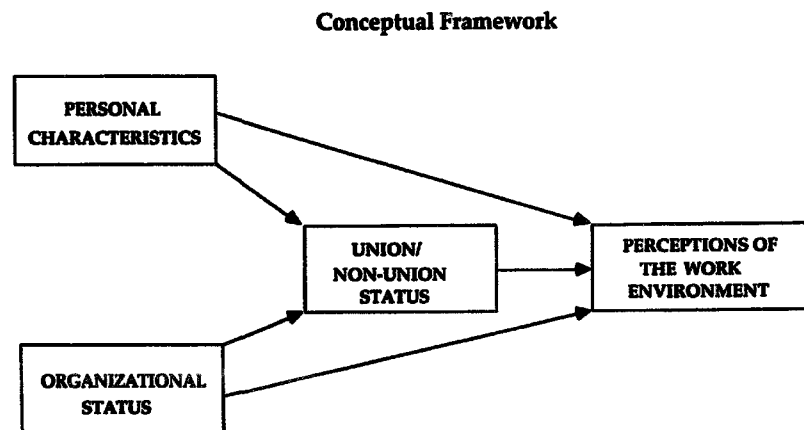 Conceptual Framework
PERSONAL
CHARACTERISTICS
UNION/
NON-UNION
STATUS
PERCEPTIONS OF
THE WORK
ENVIRONMENT
ORGANIZATIONAL
STATUS